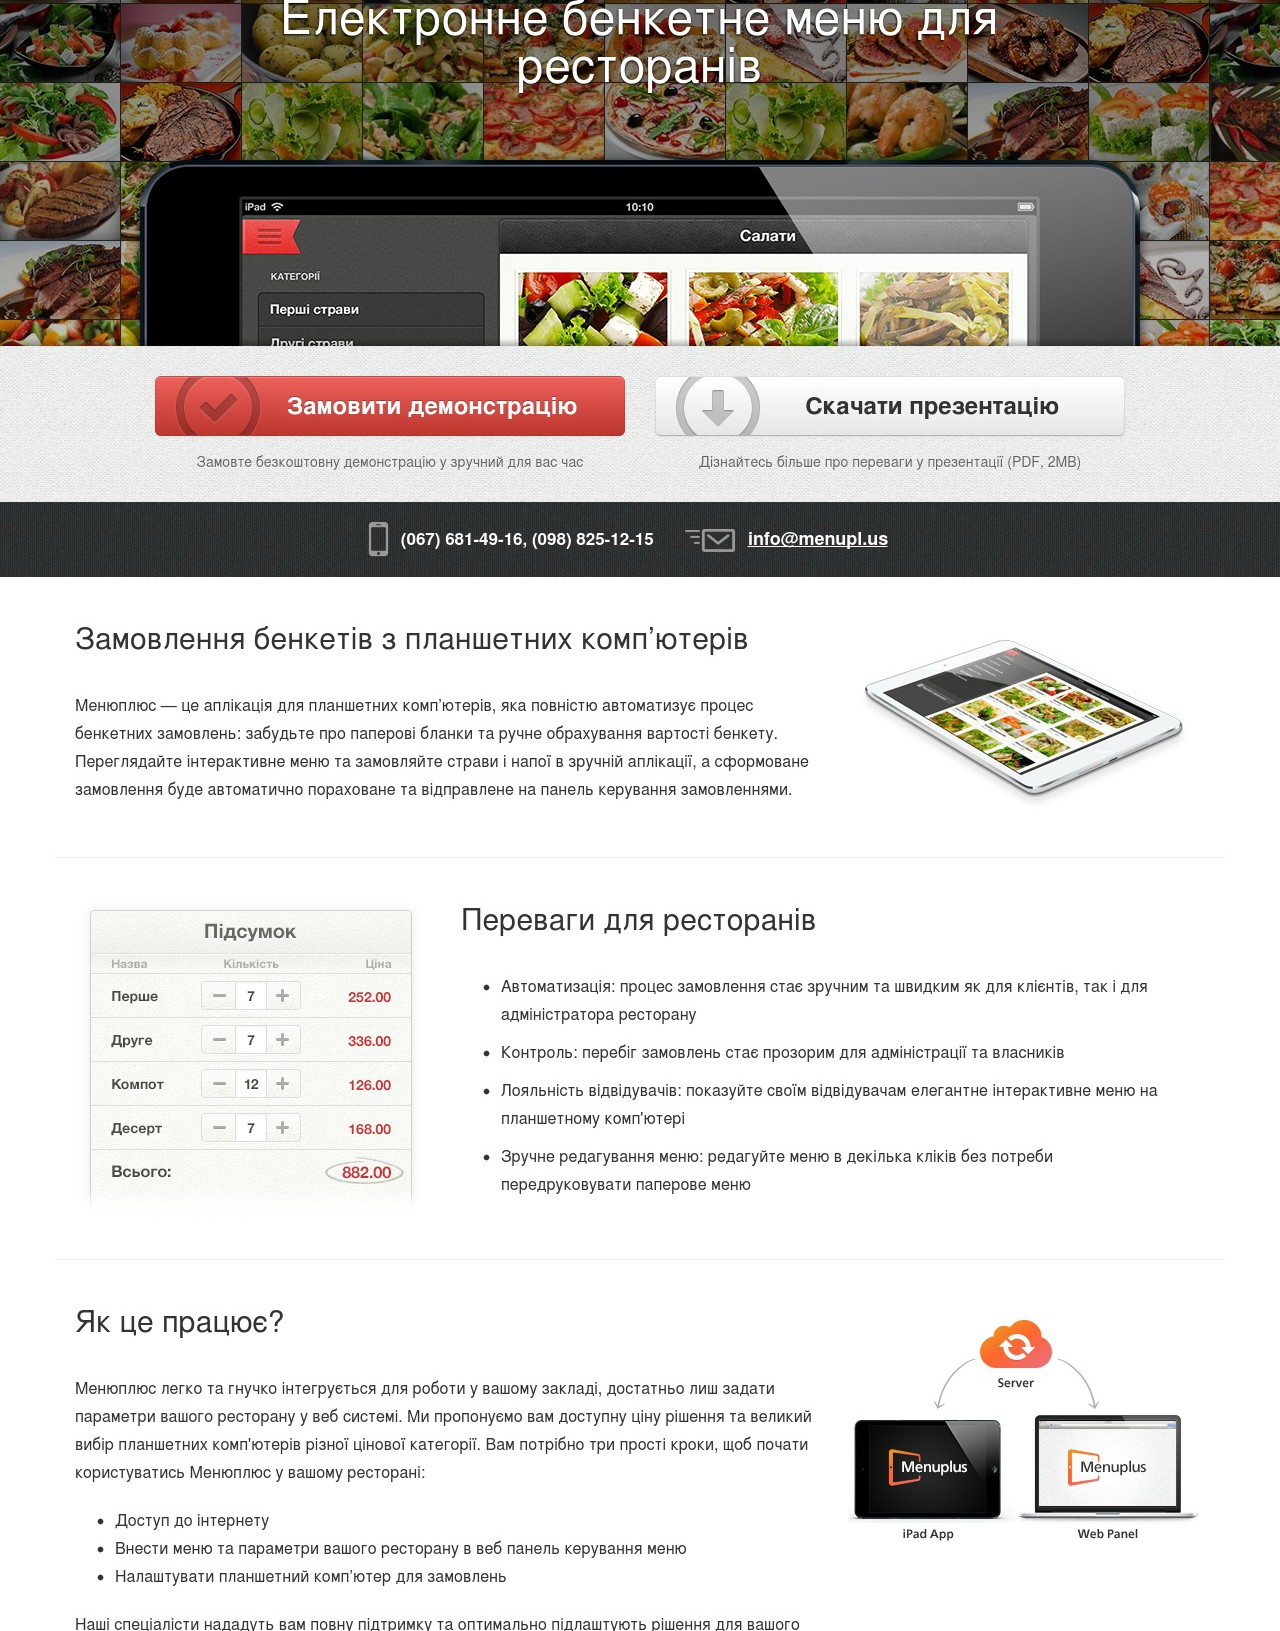 Електронне бенкетне меню для
ресторанів
iPad
10:10
Салати
КАТЕГОРІЇ
Перші страви
Другі страви
Замовити демонстрацію
Скачати презентацію
Замовте безкоштовну демонстрацію у зручний для вас час
Дізнайтесь більше про переваги у презентації (PDF, 2MB)
(067) 681-49-16, (098) 825-12-15
info@menupl.us
Замовлення бенкетів з планшетних комп’ютерів
Менюплюс — це аплікація для планшетних комп’ютерів, яка повністю автоматизує процес
бенкетних замовлень: забудьте про паперові бланки та ручне обрахування вартості бенкету.
Переглядайте інтерактивне меню та замовляйте страви і напої в зручній аплікації, а сформоване
замовлення буде автоматично пораховане та відправлене на панель керування замовленнями.
Підсумок
Назва Кількість Ціна
Перше 7 252.00
Друге 7 336.00
Компот 12 126.00
Десерт 7 168.00
Всього: 882.00
Переваги для ресторанів
Автоматизація: процес замовлення стає зручним та швидким як для клієнтів, так і для
адміністратора ресторану
Контроль: перебіг замовлень стає прозорим для адміністрації та власників
Лояльність відвідувачів: показуйте своїм відвідувачам елегантне інтерактивне меню на
планшетному комп'ютері
Зручне редагування меню: редагуйте меню в декілька кліків без потреби
передруковувати паперове меню
Як це працює?
Менюплюс легко та гнучко інтегрується для роботи у вашому закладі, достатньо лиш задати
параметри вашого ресторану у веб системі. Ми пропонуємо вам доступну ціну рішення та великий
вибір планшетних комп'ютерів різної цінової категорії. Вам потрібно три прості кроки, щоб почати
користуватись Менюплюс у вашому ресторані:
Доступ до інтернету
Внести меню та параметри вашого ресторану в веб панель керування меню
Налаштувати планшетний комп’ютер для замовлень
Наші спеціалісти нададуть вам повну підтримку та оптимально підлаштують рішення для вашого
Server
Menuplus
Menuplus
iPad App
Web Panel